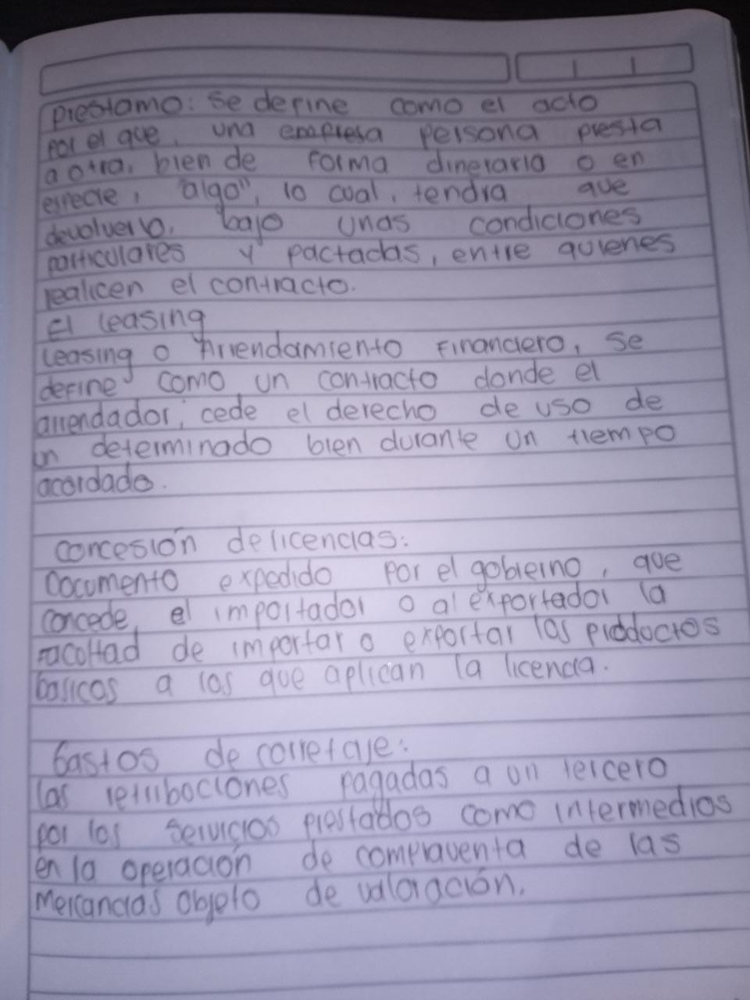 prestamo: se define como el acto
por el que, una empresa persona presta
a otra, bien de forma dineraria o en
especie, "algo", lo cual, tendra que
devolverlo, bajo unas condiciones
particulares y pactadas, entre quienes
realicen el contracto.
El leasing
leasing o Arrendamiento Financiero, se
define como un contracto donde el
arrendador, cede el derecho de uso de
un determinado bien durante un tiempo
acordado.
concesión de licencias:
Documento expedido por el gobierno, que
concede, el importador o al exportador la
facoltad de importar o exportar los prodoctos
basicos a los que aplican la licencia.
Gastos de corretaje:
las retribociones pagadas a un tercero
por los servicios prestados como intermedios
en la operación de compraventa de las
mercancias objeto de valoración.